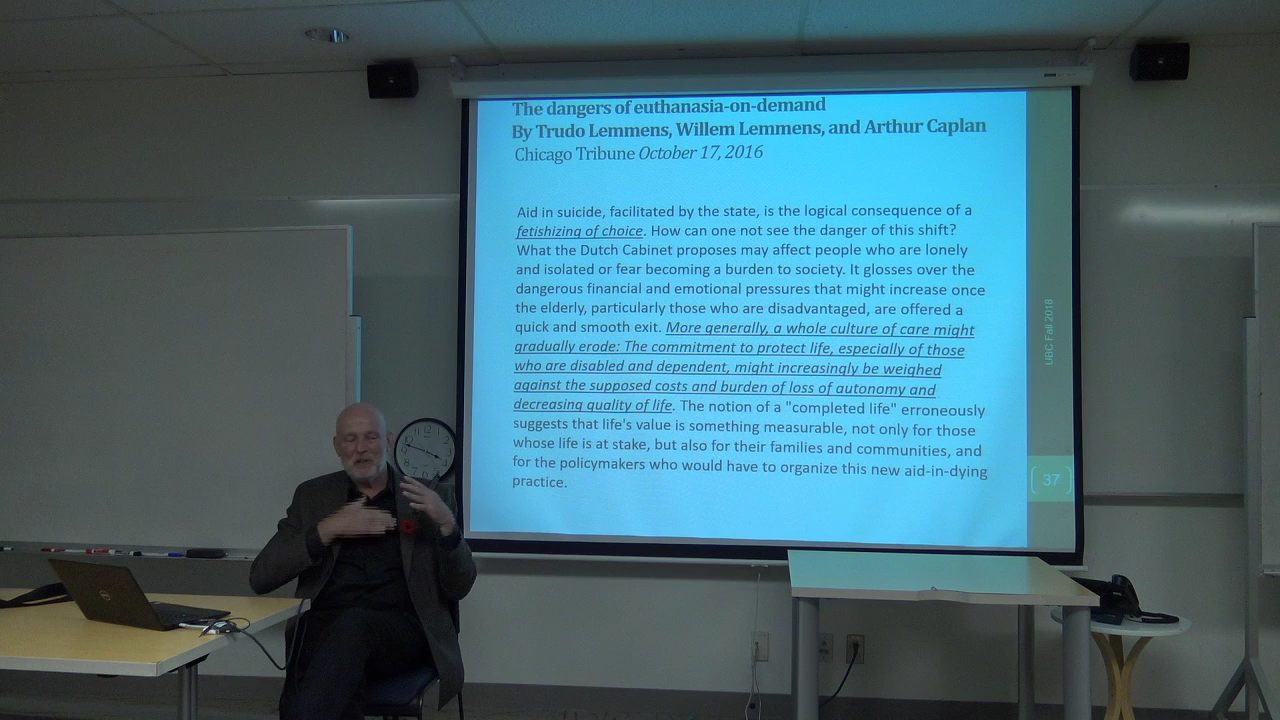 The dangers of euthanasia-on-demand
By Trudo Lemmens, Willem Lemmens, and Arthur Caplan
Chicago Tribune October 17, 2016
Aid in suicide, facilitated by the state, is the logical consequence of a
fetishizing of choice. How can one not see the danger of this shift?
What the Dutch Cabinet proposes may affect people who are lonely
and isolated or fear becoming a burden to society. It glosses over the
dangerous financial and emotional pressures that might increase once
the elderly, particularly those who are disadvantaged, are offered a
quick and smooth exit. More generally, a whole culture of care might
gradually erode: The commitment to protect life, especially of those
who are disabled and dependent, might increasingly be weighed
against the supposed costs and burden of loss of autonomy and
decreasing quality of life. The notion of a "completed life" erroneously
suggests that life's value is something measurable, not only for those
whose life is at stake, but also for their families and communities, and
for the policymakers who would have to organize this new aid-in-dying
practice.
UBC Fall 2018
37